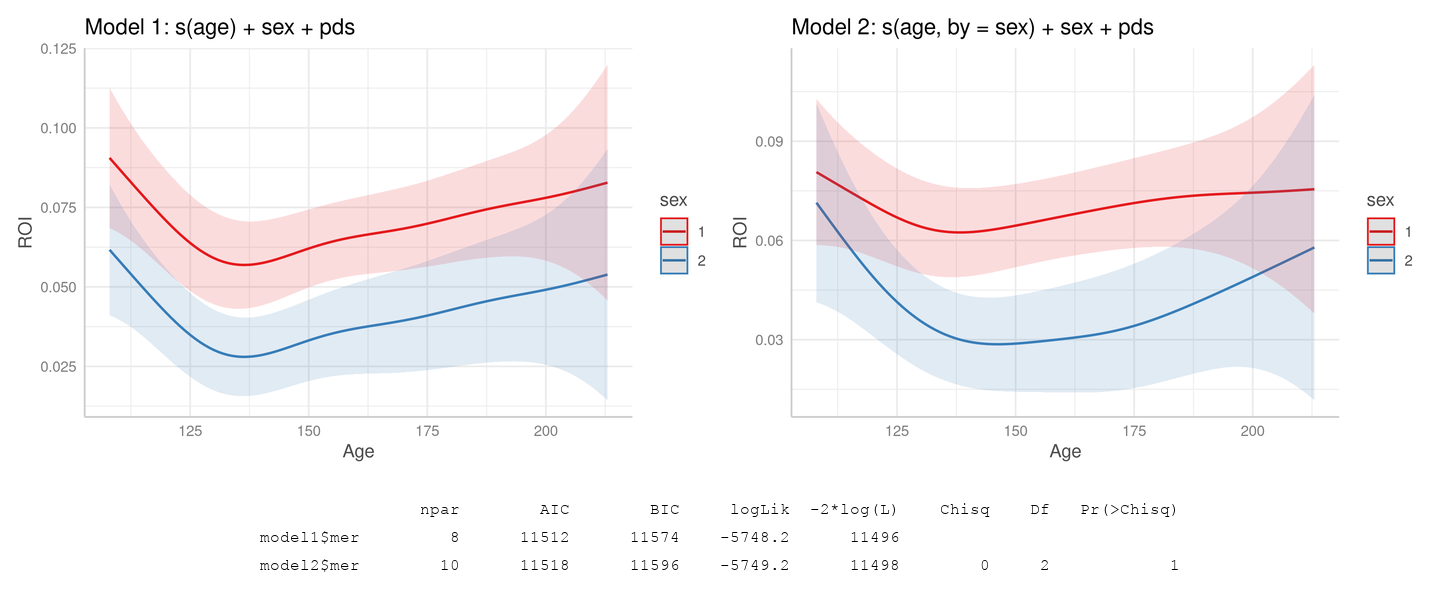 Model 1: s(age) + sex + pds
0.125
0.100
0.075
0.050
0.025
ROI
125 150 175 200
Age
sex
1
2
Model 2: s(age, by = sex) + sex + pds
0.09
0.06
0.03
ROI
125 150 175 200
Age
sex
1
2
npar AIC BIC logLik -2*log(L) Chisq Df Pr(>Chisq)
model1$mer 8 11512 11574 -5748.2 11496
model2$mer 10 11518 11596 -5749.2 11498 0 2 1